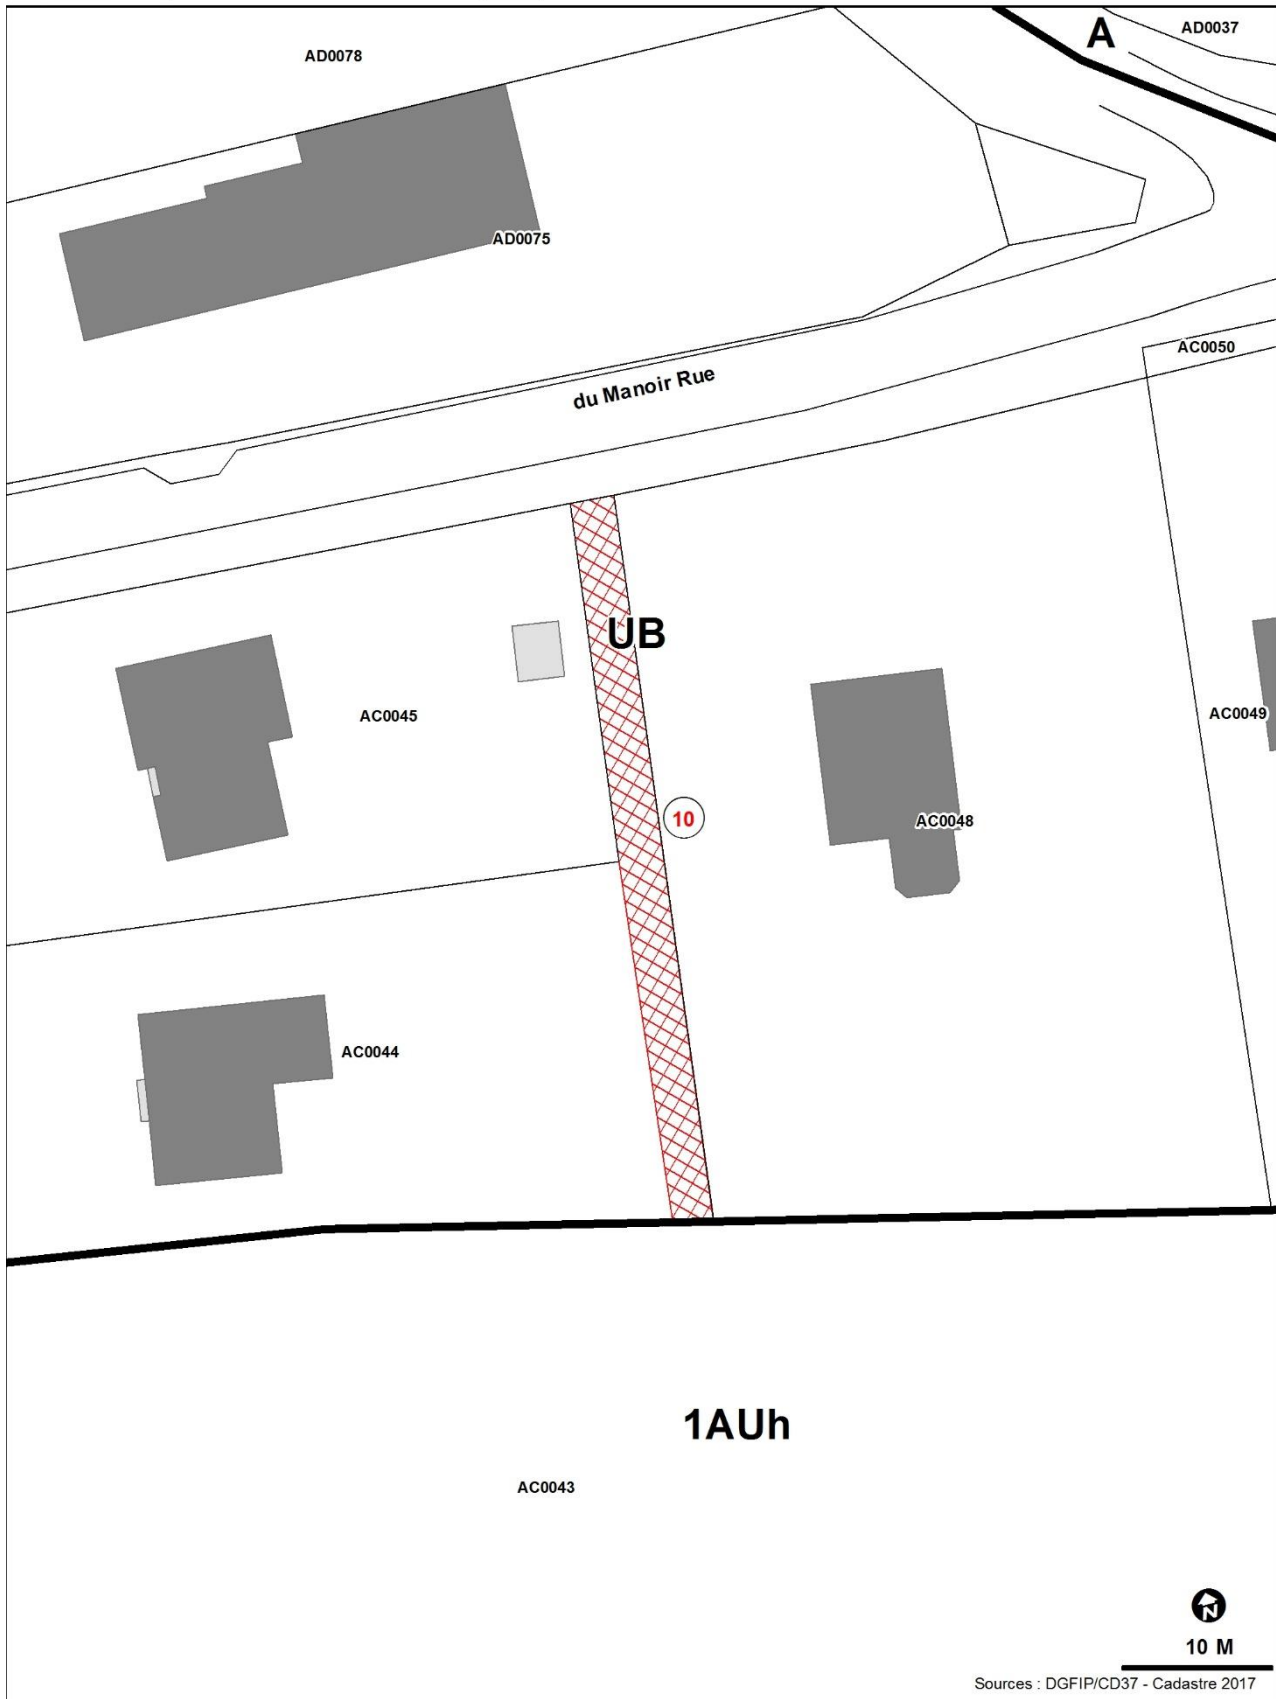 A
AD0037
AD0078
AD0075
AC0050
du Manoir Rue
UB
AC0045
AC0049
10
AC0048
AC0044
1AUh
AC0043
N
10 M
Sources : DGFIP/CD37 - Cadastre 2017